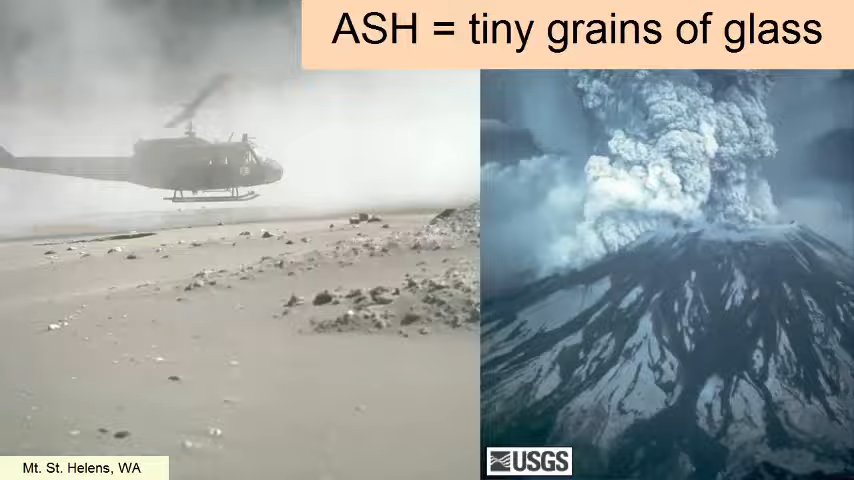 ASH = tiny grains of glass
Mt. St. Helens, WA
USGS